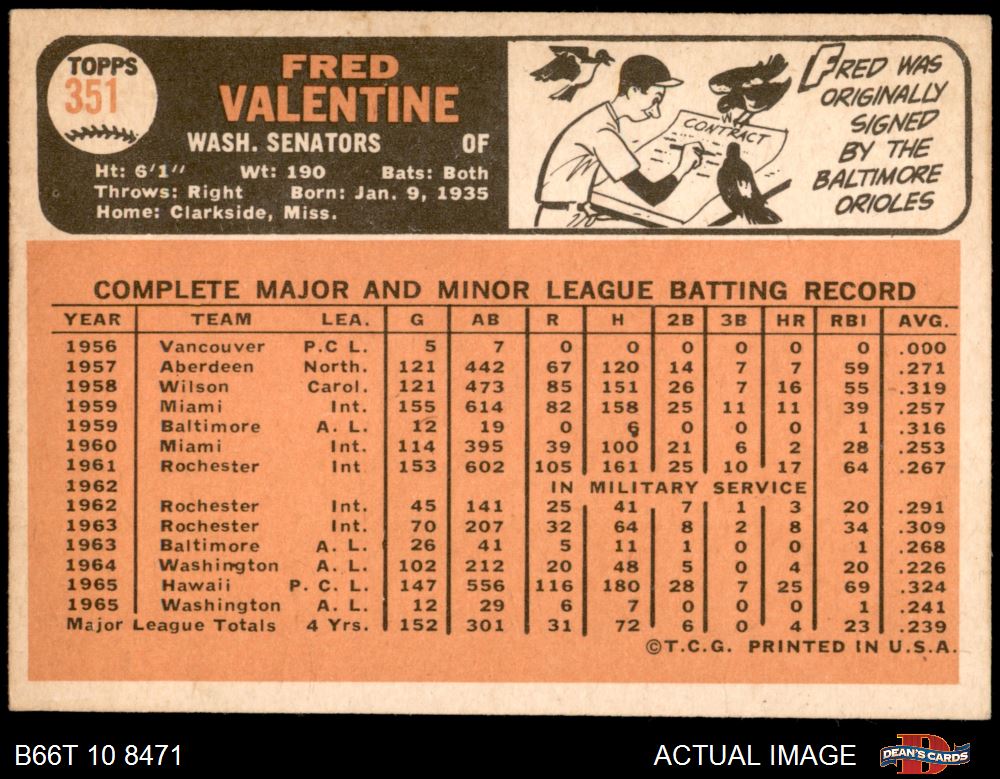 TOPPS
351
FRED
VALENTINE
WASH. SENATORS OF
Ht: 6'1" Wt: 190 Bats: Both
Throws: Right Born: Jan. 9, 1935
Home: Clarkside, Miss.
CONTRACT
FRED WAS
ORIGINALLY
SIGNED
BY THE
BALTIMORE
ORIOLES
COMPLETE MAJOR AND MINOR LEAGUE BATTING RECORD
YEAR TEAM LEA. G AB R H 2B 3B HR RBI AVG.
1956 Vancouver P.C L. 5 7 0 0 0 0 0 0 .000
1957 Aberdeen North. 121 442 67 120 14 7 7 59 .271
1958 Wilson Carol. 121 473 85 151 26 7 16 55 .319
1959 Miami Int. 155 614 82 158 25 11 11 39 .257
1959 Baltimore A. L. 12 19 0 6 0 0 0 1 .316
1960 Miami Int. 114 395 39 100 21 6 2 28 .253
1961 Rochester Int 153 602 105 161 25 10 17 64 .267
1962 IN MILITARY SERVICE
1962 Rochester Int. 45 141 25 41 7 1 3 20 .291
1963 Rochester Int. 70 207 32 64 8 2 8 34 .309
1963 Baltimore A. L. 26 41 5 11 1 0 0 1 .268
1964 Washington A. L. 102 212 20 48 5 0 4 20 .226
1965 Hawaii P. C. L. 147 556 116 180 28 7 25 69 .324
1965 Washington A. L. 12 29 6 7 0 0 0 1 .241
Major League Totals 4 Yrs. 152 301 31 72 6 0 4 23 .239
©T.C.G. PRINTED IN U.S.A.
B66T 10 8471 ACTUAL IMAGE
DEAN'S CARDS